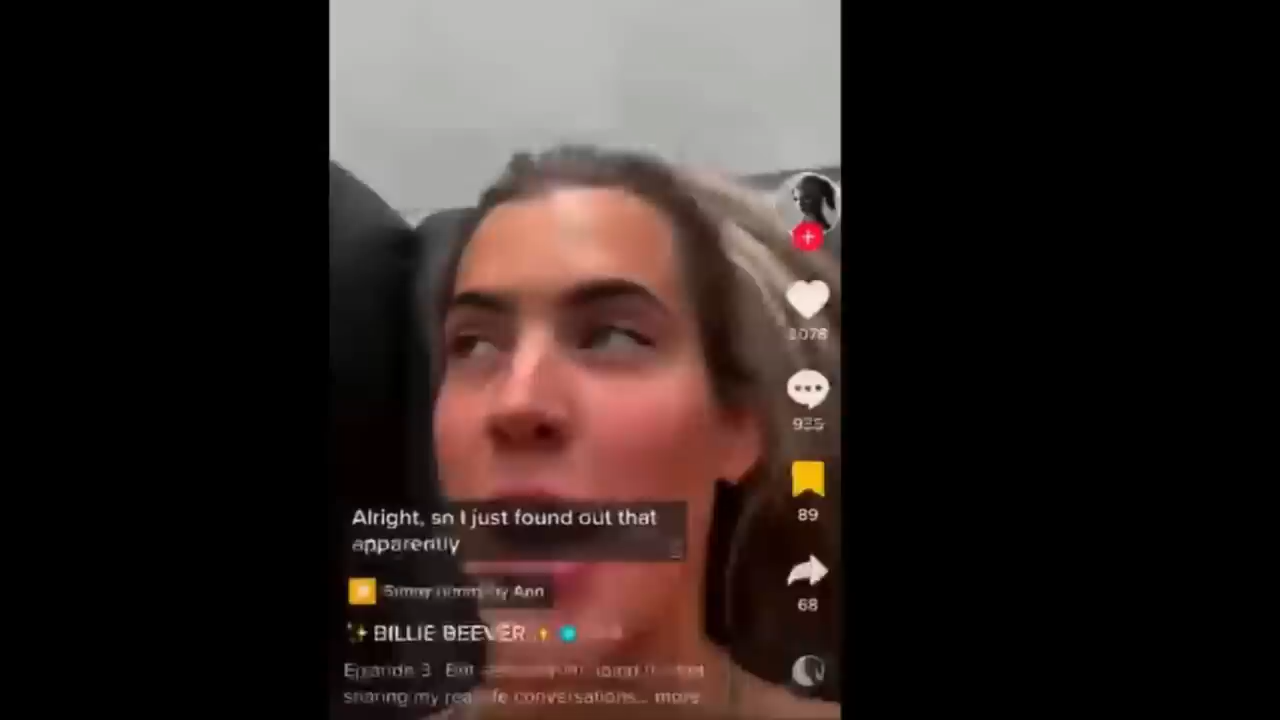 1078
935
89
68
Alright, so I just found out that
apparently
Ann
✨ BILLIE BEEVER ✨
Episode 3
sharing my real life conversations... more